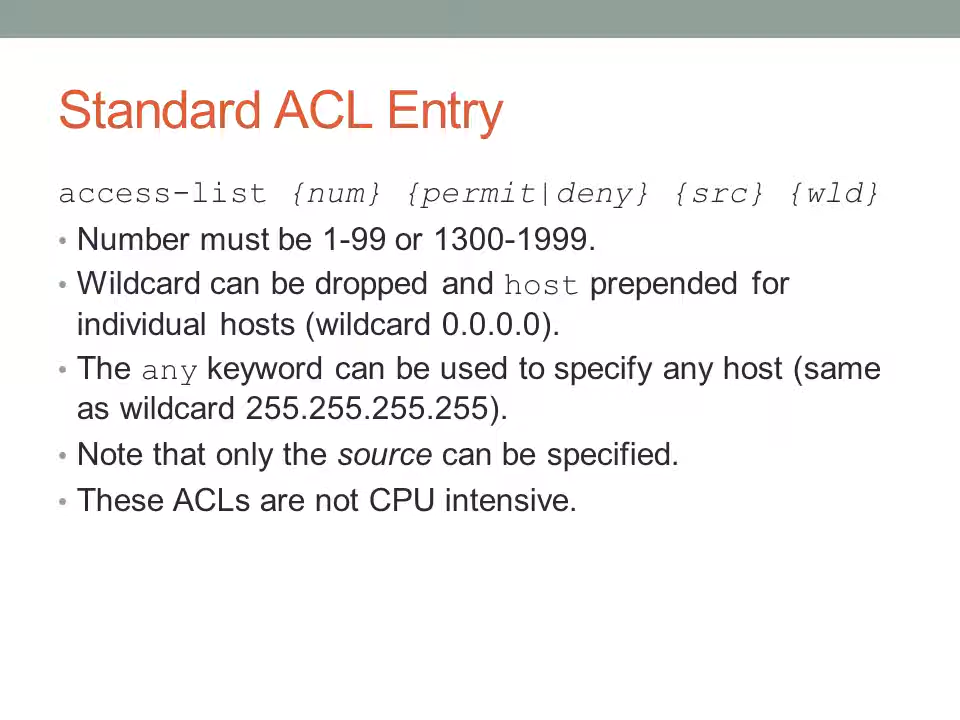 Standard ACL Entry
access-list {num} {permit|deny} {src} {wld}
• Number must be 1-99 or 1300-1999.
• Wildcard can be dropped and host prepended for
individual hosts (wildcard 0.0.0.0).
• The any keyword can be used to specify any host (same
as wildcard 255.255.255.255).
• Note that only the source can be specified.
• These ACLs are not CPU intensive.